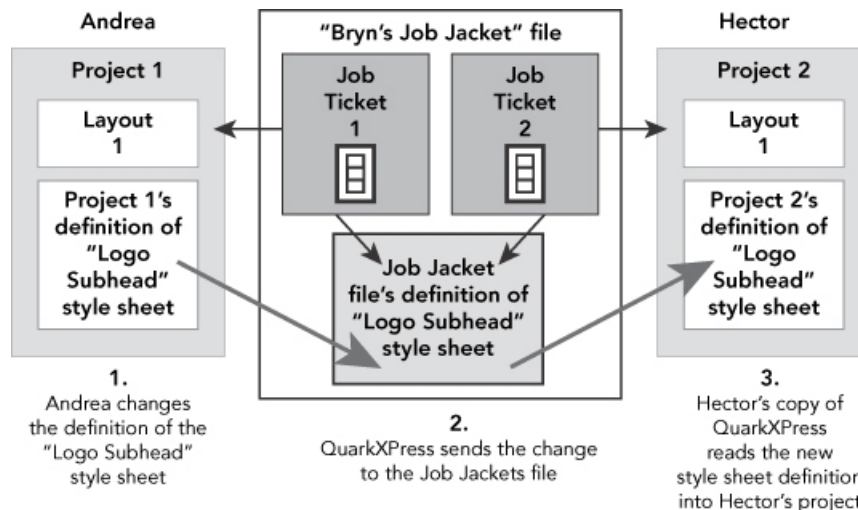 Andrea
Project 1
Layout
1
Project 1's
definition of
"Logo
Subhead"
style sheet
1.
Andrea changes
the definition of the
"Logo Subhead"
style sheet
"Bryn's Job Jacket" file
Job
Ticket
1
Job
Ticket
2
Job Jacket
file's definition of
"Logo Subhead"
style sheet
2.
QuarkXPress sends the change
to the Job Jackets file
Hector
Project 2
Layout
1
Project 2's
definition of
"Logo
Subhead"
style sheet
3.
Hector's copy of
QuarkXPress
reads the new
style sheet definition
into Hector's project